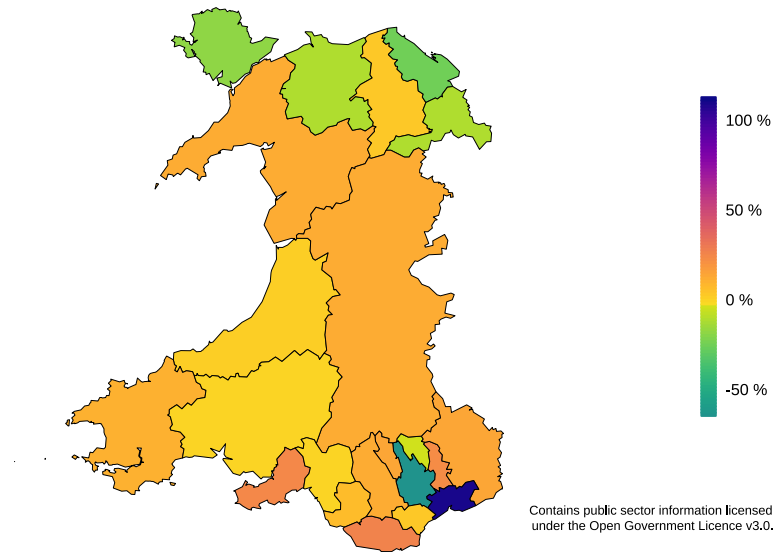 100 %
50 %
0 %
-50 %
Contains public sector information licensed
under the Open Government Licence v3.0.